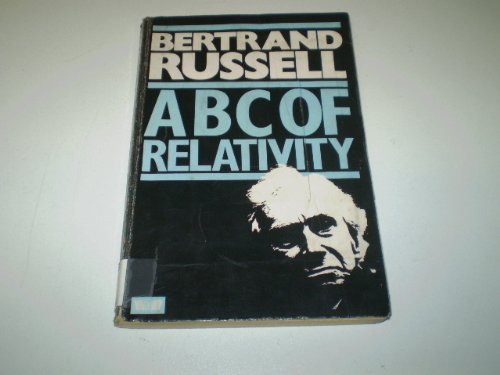 BERTRAND
RUSSELL
ABC OF
RELATIVITY